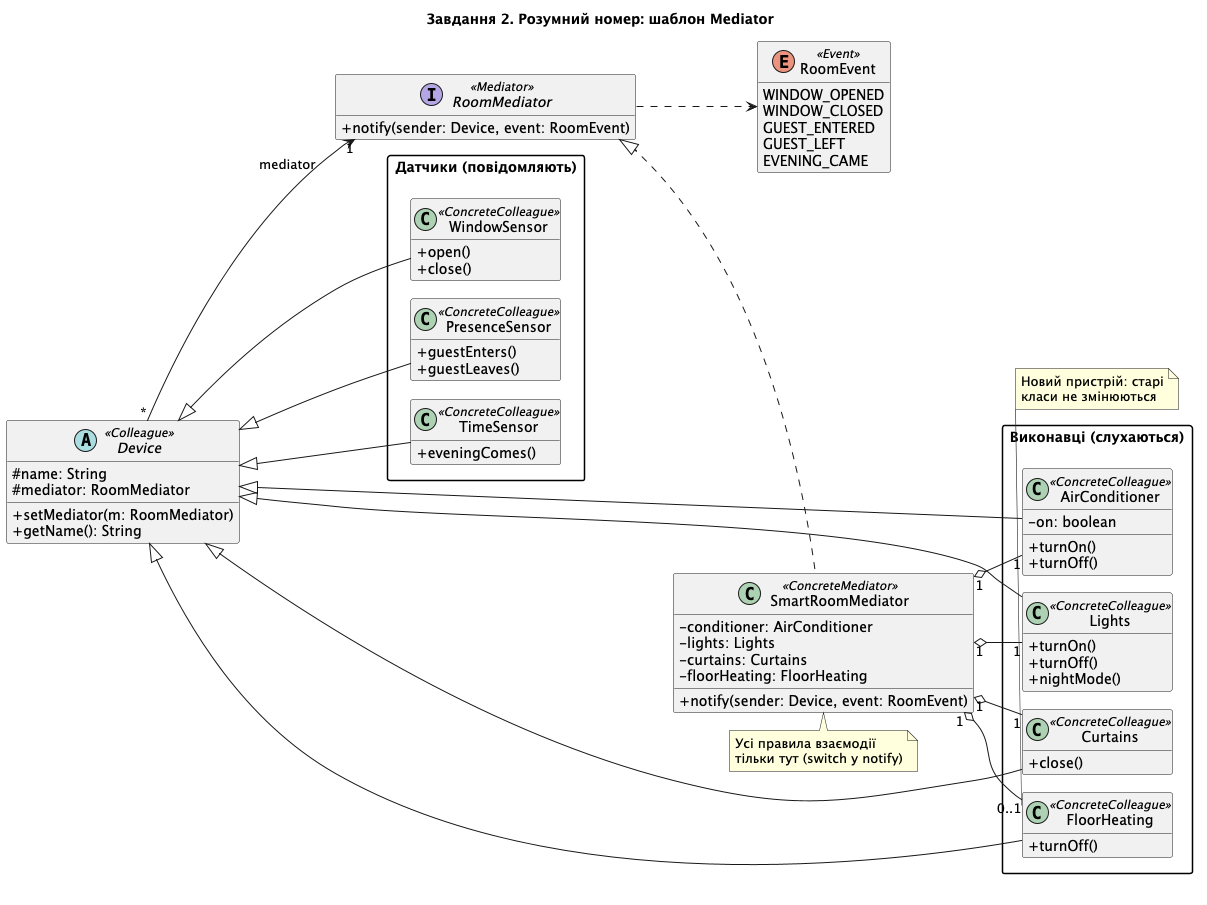 Завдання 2. Розумний номер: шаблон Mediator
E
«Event»
RoomEvent
WINDOW_OPENED
WINDOW_CLOSED
GUEST_ENTERED
GUEST_LEFT
EVENING_CAME
I
«Mediator»
RoomMediator
+notify(sender: Device, event: RoomEvent)
1
mediator
*
Датчики (повідомляють)
C
«ConcreteColleague»
WindowSensor
+open()
+close()
C
«ConcreteColleague»
PresenceSensor
+guestEnters()
+guestLeaves()
C
«ConcreteColleague»
TimeSensor
+eveningComes()
A
«Colleague»
Device
#name: String
#mediator: RoomMediator
+setMediator(m: RoomMediator)
+getName(): String
Новий пристрій: старі
класи не змінюються
Виконавці (слухаються)
C
«ConcreteColleague»
AirConditioner
-on: boolean
+turnOn()
+turnOff()
C
«ConcreteColleague»
Lights
+turnOn()
+turnOff()
+nightMode()
C
«ConcreteColleague»
Curtains
+close()
C
«ConcreteColleague»
FloorHeating
+turnOff()
C
«ConcreteMediator»
SmartRoomMediator
-conditioner: AirConditioner
-lights: Lights
-curtains: Curtains
-floorHeating: FloorHeating
+notify(sender: Device, event: RoomEvent)
1
1
1
1
1
1
1
0..1
Усі правила взаємодії
тільки тут (switch у notify)